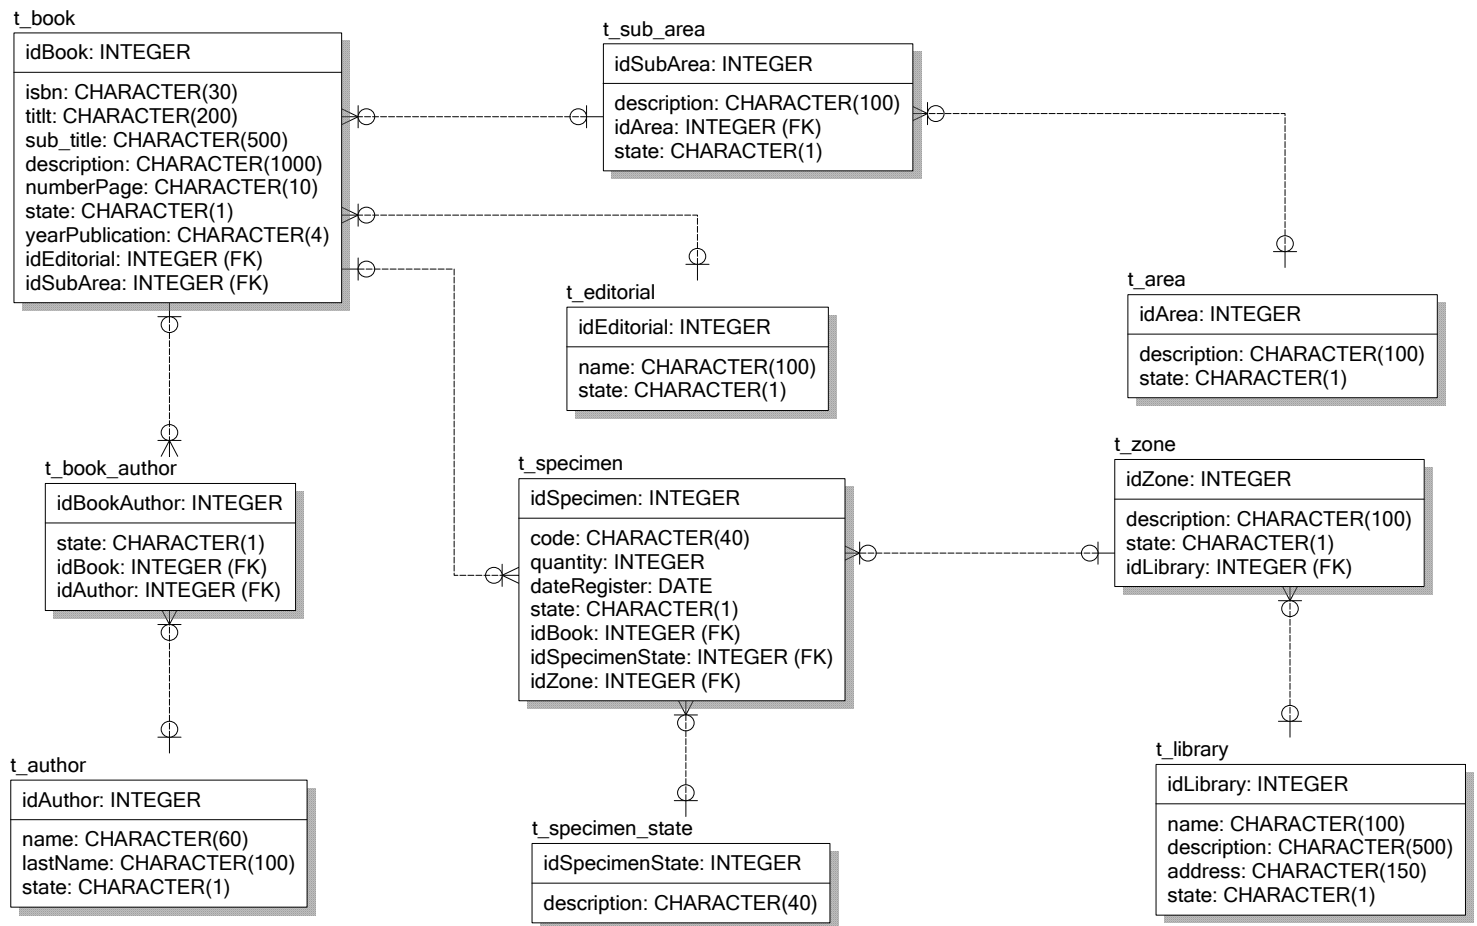 t_book
idBook: INTEGER
isbn: CHARACTER(30)
titlt: CHARACTER(200)
sub_title: CHARACTER(500)
description: CHARACTER(1000)
numberPage: CHARACTER(10)
state: CHARACTER(1)
yearPublication: CHARACTER(4)
idEditorial: INTEGER (FK)
idSubArea: INTEGER (FK)
t_sub_area
idSubArea: INTEGER
description: CHARACTER(100)
idArea: INTEGER (FK)
state: CHARACTER(1)
t_editorial
idEditorial: INTEGER
name: CHARACTER(100)
state: CHARACTER(1)
t_area
idArea: INTEGER
description: CHARACTER(100)
state: CHARACTER(1)
t_book_author
idBookAuthor: INTEGER
state: CHARACTER(1)
idBook: INTEGER (FK)
idAuthor: INTEGER (FK)
t_specimen
idSpecimen: INTEGER
code: CHARACTER(40)
quantity: INTEGER
dateRegister: DATE
state: CHARACTER(1)
idBook: INTEGER (FK)
idSpecimenState: INTEGER (FK)
idZone: INTEGER (FK)
t_zone
idZone: INTEGER
description: CHARACTER(100)
state: CHARACTER(1)
idLibrary: INTEGER (FK)
t_author
idAuthor: INTEGER
name: CHARACTER(60)
lastName: CHARACTER(100)
state: CHARACTER(1)
t_specimen_state
idSpecimenState: INTEGER
description: CHARACTER(40)
t_library
idLibrary: INTEGER
name: CHARACTER(100)
description: CHARACTER(500)
address: CHARACTER(150)
state: CHARACTER(1)